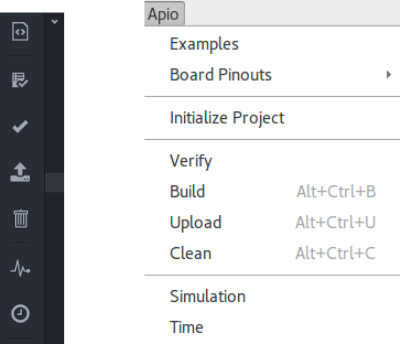 Apio
Examples
Board Pinouts
Initialize Project
Verify
Build Alt+Ctrl+B
Upload Alt+Ctrl+U
Clean Alt+Ctrl+C
Simulation
Time